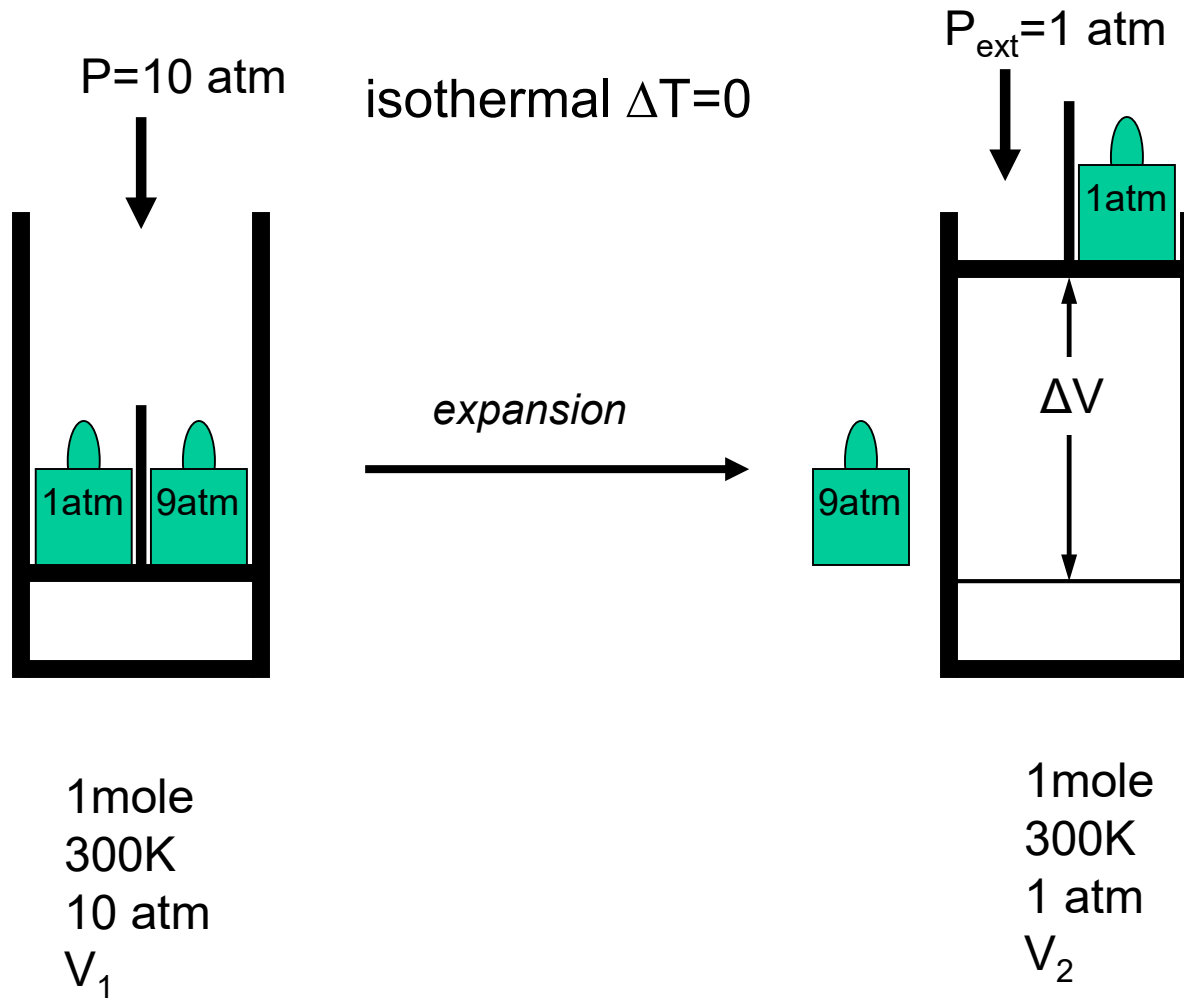 P=10 atm
isothermal ΔT=0
P_ext=1 atm
1atm
1atm
9atm
expansion
9atm
ΔV
1mole
300K
10 atm
V₁
1mole
300K
1 atm
V₂